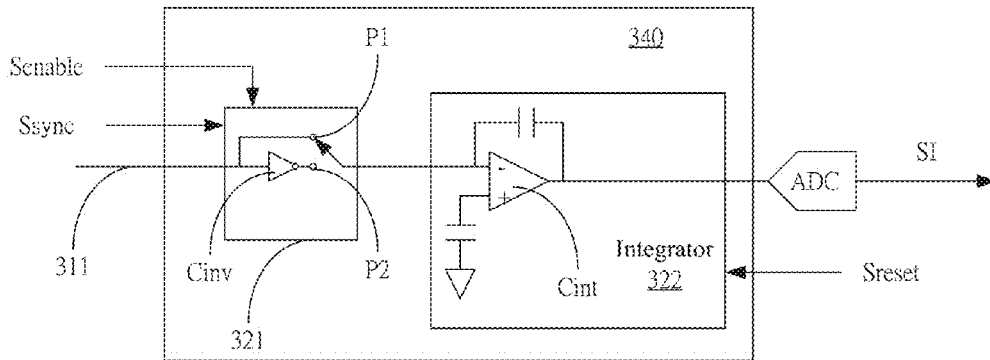 P1
340
Senable
Ssync
SI
ADC
-
+
Integrator
322
311
Cinv
P2
Cint
Sreset
321